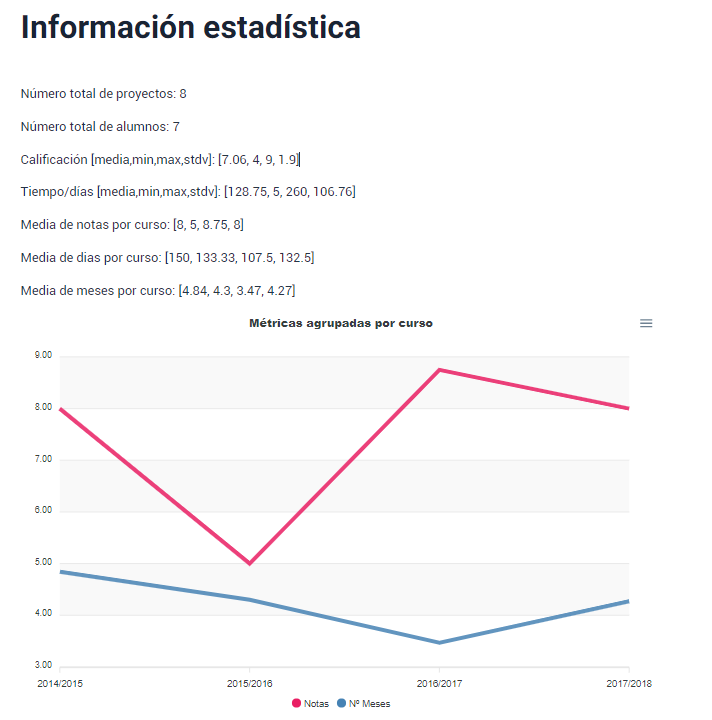 Información estadística
Número total de proyectos: 8
Número total de alumnos: 7
Calificación [media,min,max,stdv]: [7.06, 4, 9, 1.9]
Tiempo/días [media,min,max,stdv]: [128.75, 5, 260, 106.76]
Media de notas por curso: [8, 5, 8.75, 8]
Media de dias por curso: [150, 133.33, 107.5, 132.5]
Media de meses por curso: [4.84, 4.3, 3.47, 4.27]
Métricas agrupadas por curso
9.00
8.00
7.00
6.00
5.00
4.00
3.00
2014/2015 2015/2016 2016/2017 2017/2018
Notas Nº Meses